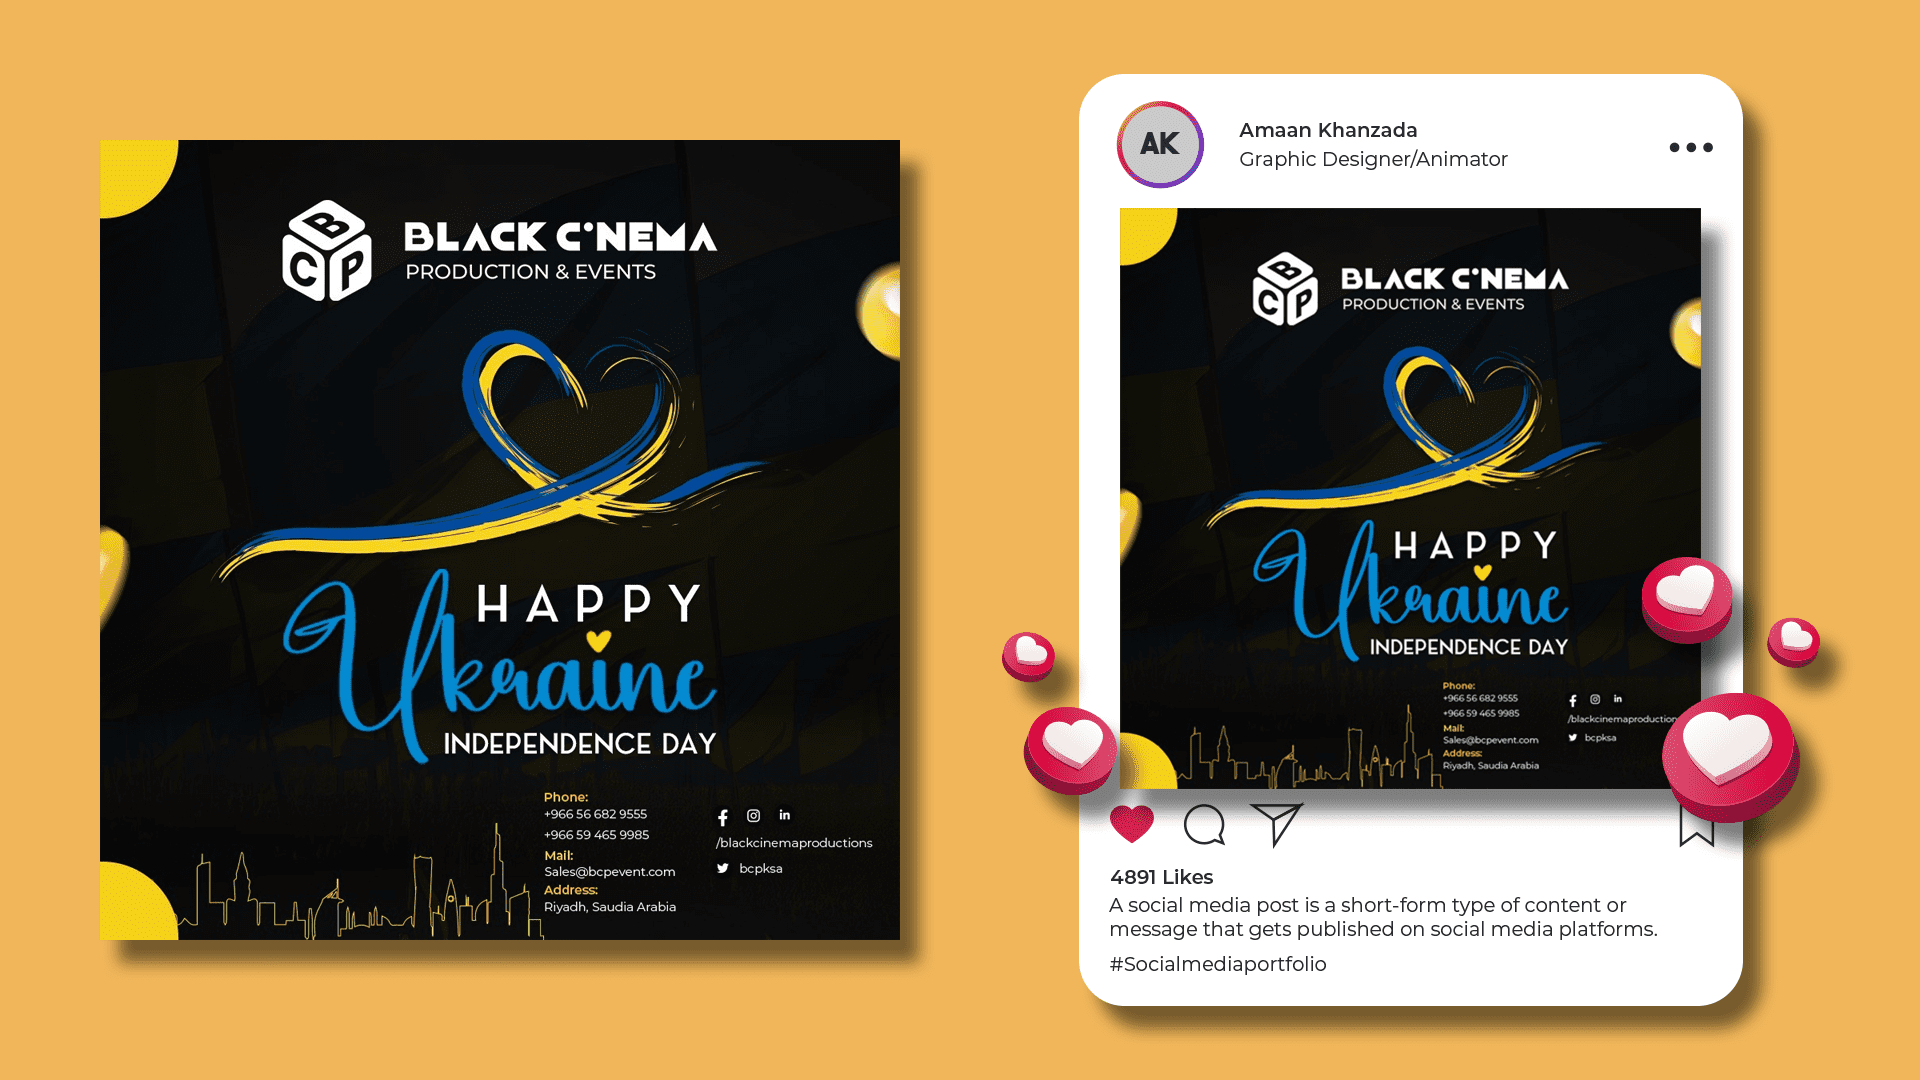 B
C P
BLACK CINEMA
PRODUCTION & EVENTS
HAPPY
Ukraine
INDEPENDENCE DAY
Phone:
+966 56 682 9555
+966 59 465 9985
Mail:
Sales@bcpevent.com
Address:
Riyadh, Saudia Arabia
/blackcinemaproductions
bcpksa
AK
Amaan Khanzada
Graphic Designer/Animator
B
C P
BLACK CINEMA
PRODUCTION & EVENTS
HAPPY
Ukraine
INDEPENDENCE DAY
Phone:
+966 56 682 9555
+966 59 465 9985
Mail:
Sales@bcpevent.com
Address:
Riyadh, Saudia Arabia
/blackcinemaproduction
bcpksa
4891 Likes
A social media post is a short-form type of content or
message that gets published on social media platforms.
#Socialmediaportfolio